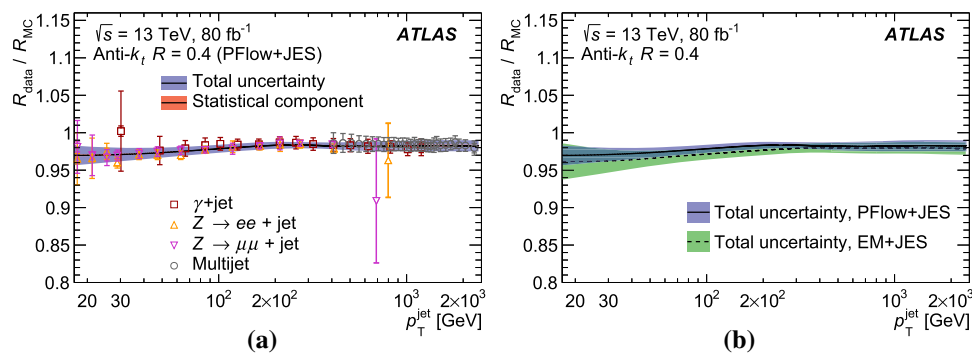 √s = 13 TeV, 80 fb⁻¹
ATLAS
Anti-kₜ R = 0.4 (PFlow+JES)
Total uncertainty
Statistical component
R_data / R_MC
1.15
1.1
1.05
1
0.95
0.9
0.85
0.8
γ+jet
Z → ee + jet
Z → μμ + jet
Multijet
20 30 10² 2×10² 10³ 2×10³
p_T^jet [GeV]
(a)
√s = 13 TeV, 80 fb⁻¹
ATLAS
Anti-kₜ R = 0.4
R_data / R_MC
1.15
1.1
1.05
1
0.95
0.9
0.85
0.8
Total uncertainty, PFlow+JES
Total uncertainty, EM+JES
20 30 10² 2×10² 10³ 2×10³
p_T^jet [GeV]
(b)